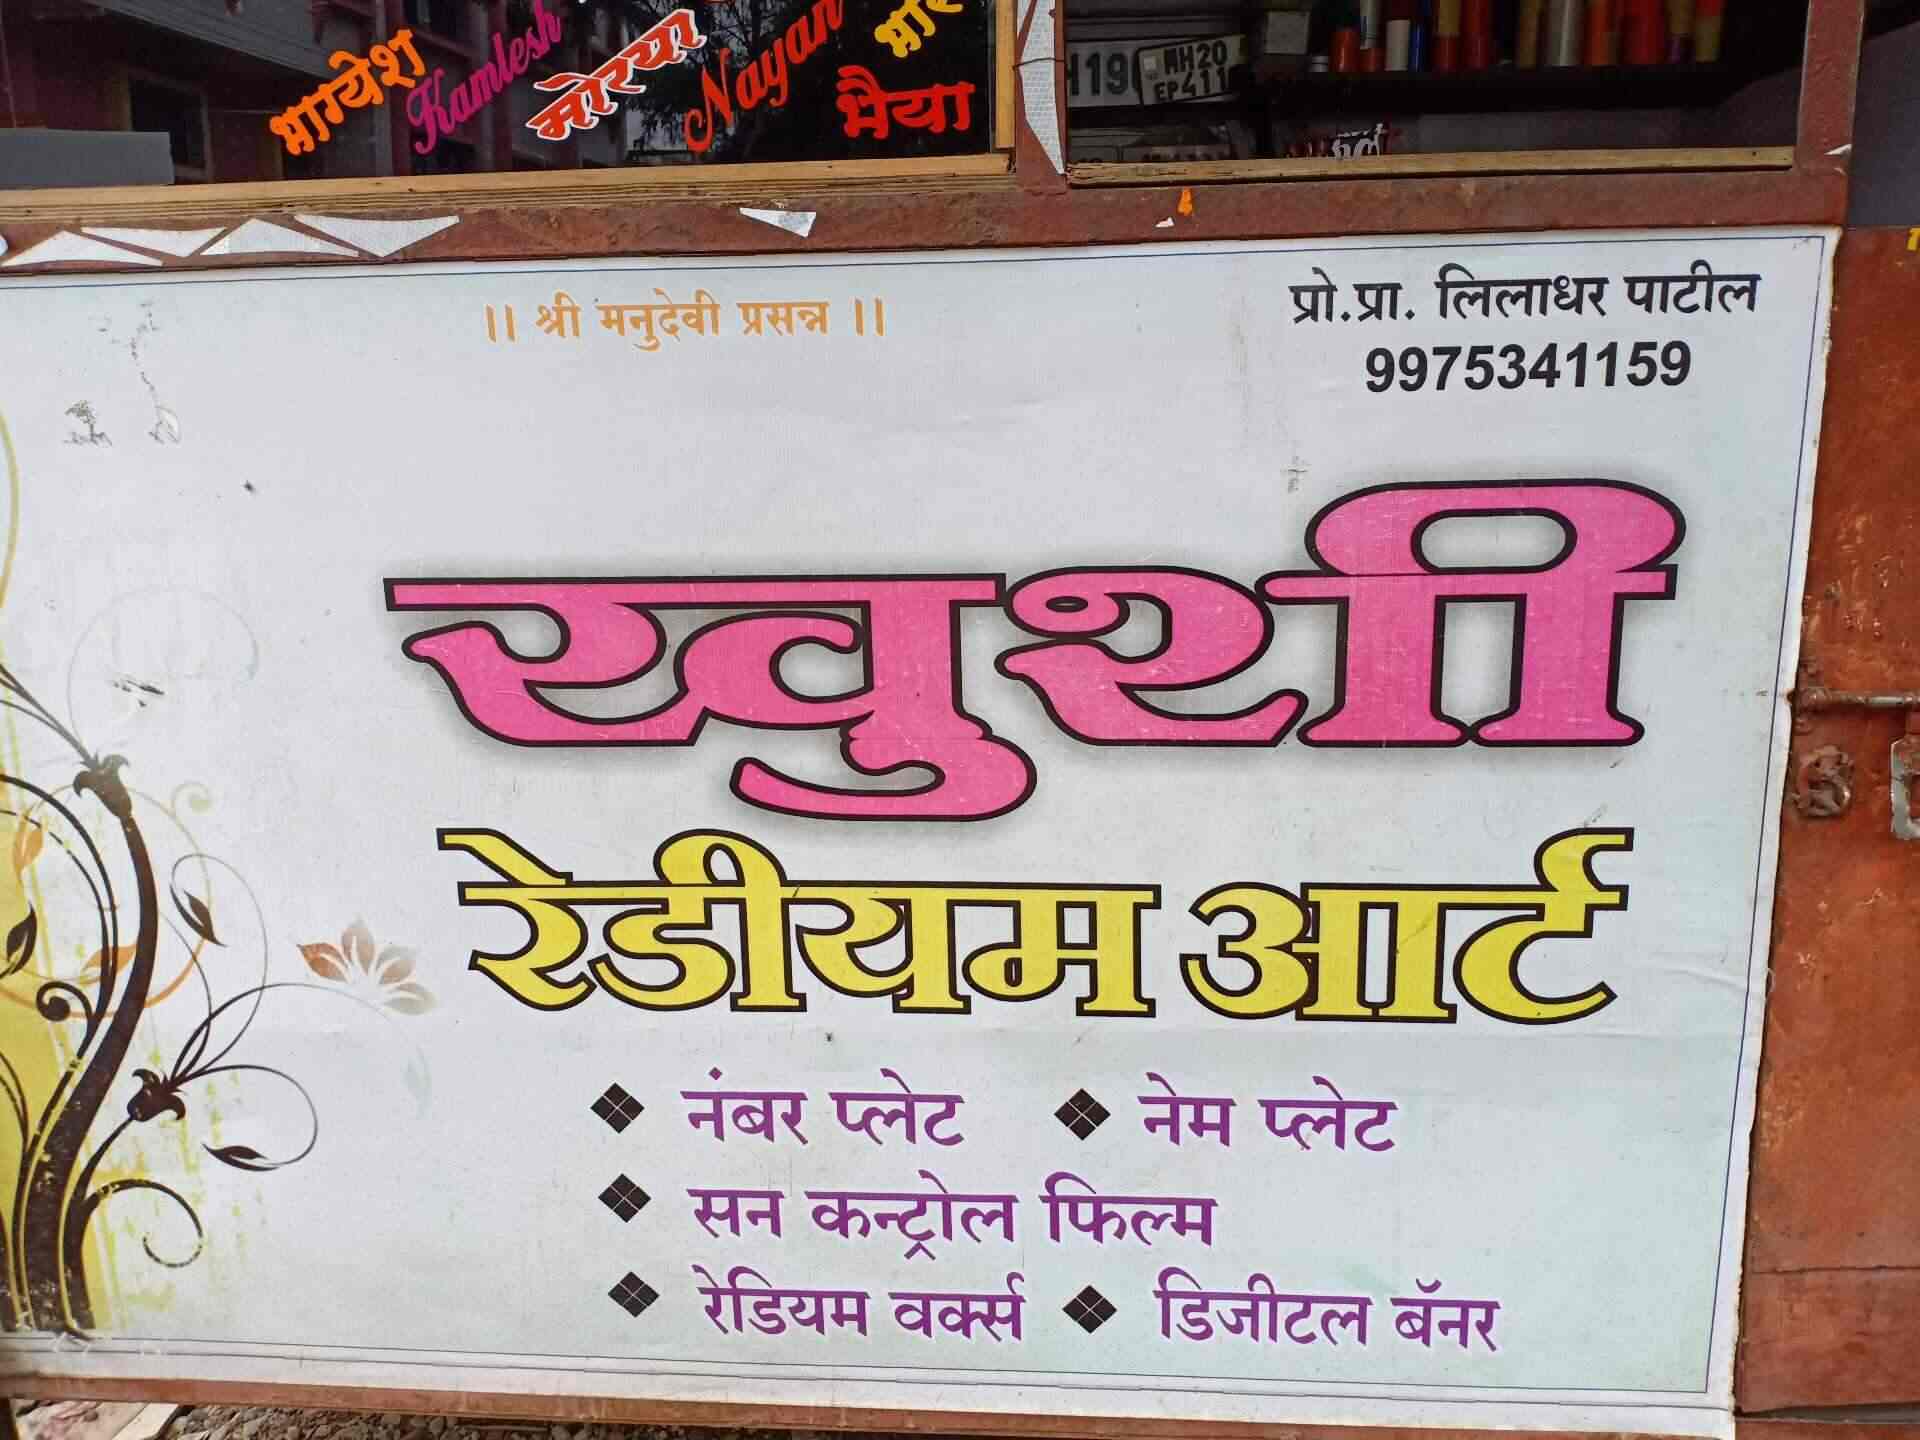 भाग्येश Kamlesh मोरया Nayan भैया
MH20
EP411
।। श्री मनुदेवी प्रसन्न ।।
प्रो.प्रा. लिलाधर पाटील
9975341159
खुशी
रेडीयम आर्ट
नंबर प्लेट नेम प्लेट
सन कन्ट्रोल फिल्म
रेडियम वर्क्स डिजीटल बॅनर